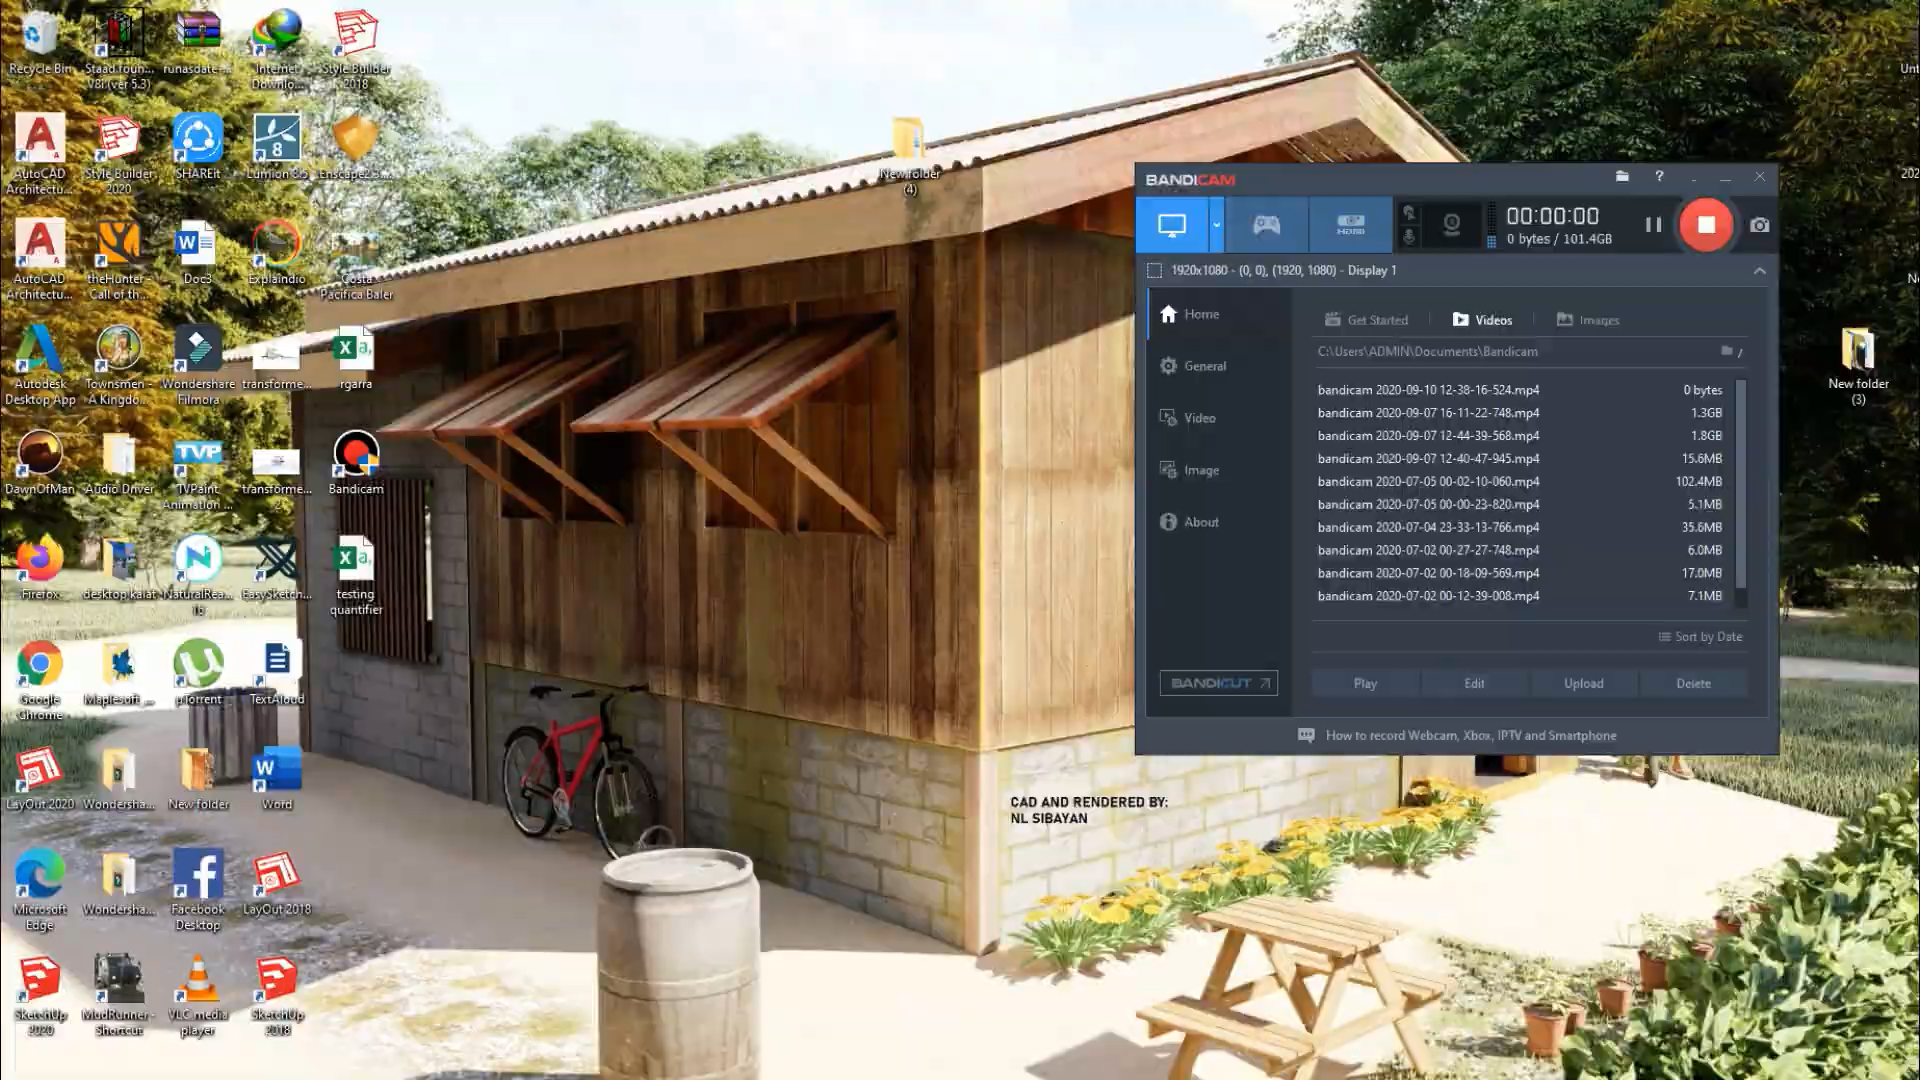 Recycle Bin
Staad.foun...
V8i (ver 5.3)
runasdate-...
Internet
Downlo...
Style Builder
2018
AutoCAD
Architectu...
Style Builder
2020
SHAREit
Lumion 8.5
Enscape2.3...
New folder
(4)
AutoCAD
Architectu...
theHunter -
Call of th...
Doc3
Explaindio
Costa
Pacifica Baler
Autodesk
Desktop App
Townsmen -
A Kingdo...
Wondershare
Filmora
transforme...
rgarra
DawnOfMan
Audio Driver
TVPaint
Animation ...
transforme...
2
Bandicam
Firefox
desktop kalat
NaturalRea...
16
EasySketch...
testing
quantifier
Google
Chrome
Maplesoft ...
µTorrent
TextAloud
LayOut 2020
Wondersha...
New folder
Word
Microsoft
Edge
Wondersha...
Facebook
Desktop
LayOut 2018
SketchUp
2020
MudRunner -
Shortcut
VLC media
player
SketchUp
2018
New folder
(3)
Unt
202
N
BANDICAM
?
HDMI
00:00:00
0 bytes / 101.4GB
1920x1080 - (0, 0), (1920, 1080) - Display 1
Home
General
Video
Image
About
BANDICUT
Get Started
Videos
Images
C:\Users\ADMIN\Documents\Bandicam
bandicam 2020-09-10 12-38-16-524.mp4 0 bytes
bandicam 2020-09-07 16-11-22-748.mp4 1.3GB
bandicam 2020-09-07 12-44-39-568.mp4 1.8GB
bandicam 2020-09-07 12-40-47-945.mp4 15.6MB
bandicam 2020-07-05 00-02-10-060.mp4 102.4MB
bandicam 2020-07-05 00-00-23-820.mp4 5.1MB
bandicam 2020-07-04 23-33-13-766.mp4 35.6MB
bandicam 2020-07-02 00-27-27-748.mp4 6.0MB
bandicam 2020-07-02 00-18-09-569.mp4 17.0MB
bandicam 2020-07-02 00-12-39-008.mp4 7.1MB
Sort by Date
Play
Edit
Upload
Delete
How to record Webcam, Xbox, IPTV and Smartphone
CAD AND RENDERED BY:
NL SIBAYAN